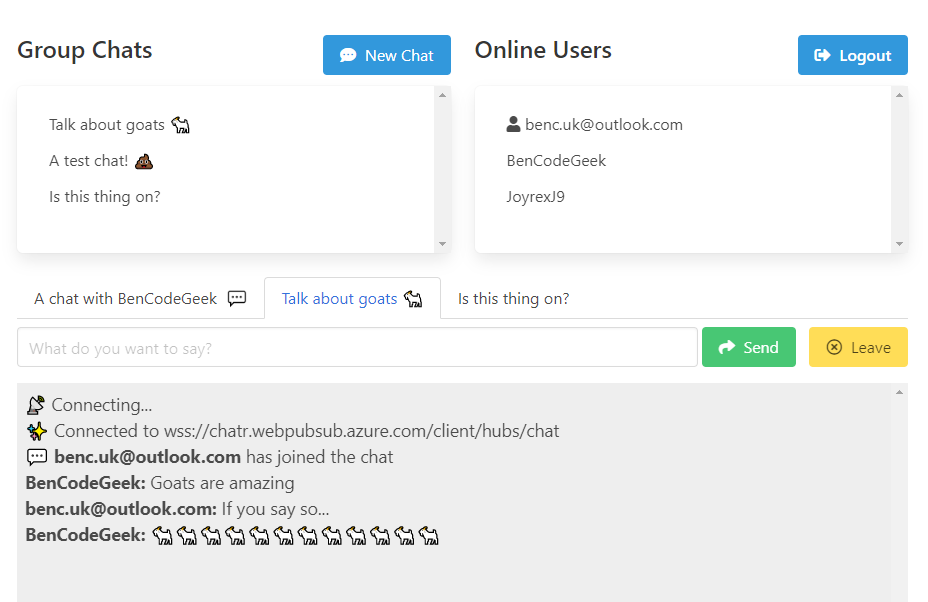 Group Chats
New Chat
Online Users
Logout
Talk about goats 🐐
A test chat! 💩
Is this thing on?
benc.uk@outlook.com
BenCodeGeek
JoyrexJ9
A chat with BenCodeGeek 💬
Talk about goats 🐐
Is this thing on?
What do you want to say?
Send
Leave
📡 Connecting...
✨ Connected to wss://chatr.webpubsub.azure.com/client/hubs/chat
💬 benc.uk@outlook.com has joined the chat
BenCodeGeek: Goats are amazing
benc.uk@outlook.com: If you say so...
BenCodeGeek: 🐐🐐🐐🐐🐐🐐🐐🐐🐐🐐🐐🐐